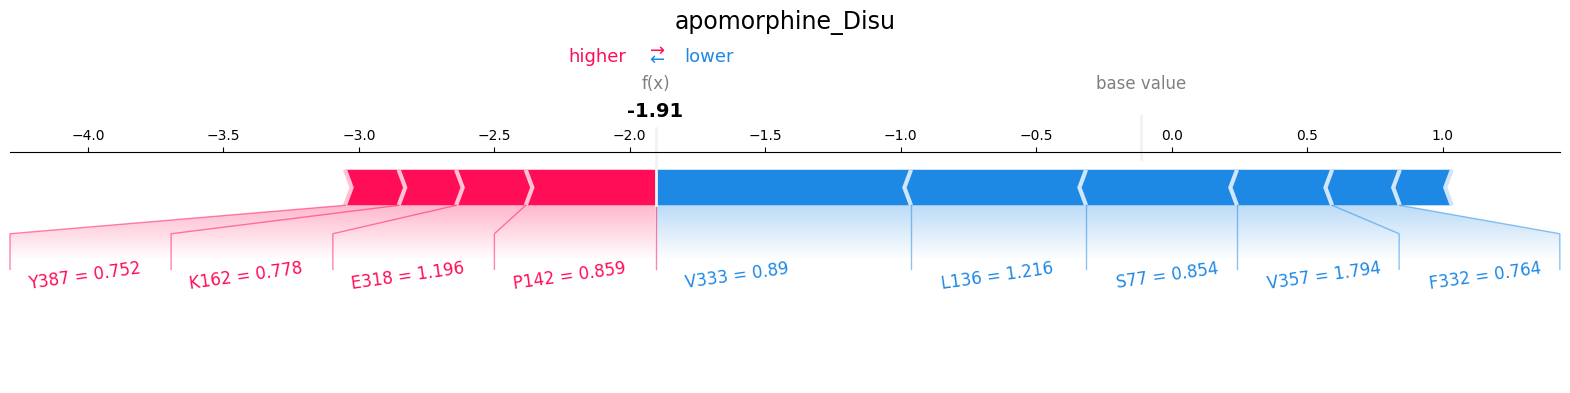 apomorphine_Disu
higher ⇄ lower
f(x) base value
-1.91
−4.0 −3.5 −3.0 −2.5 −2.0 −1.5 −1.0 −0.5 0.0 0.5 1.0
Y387 = 0.752 K162 = 0.778 E318 = 1.196 P142 = 0.859 V333 = 0.89 L136 = 1.216 S77 = 0.854 V357 = 1.794 F332 = 0.764